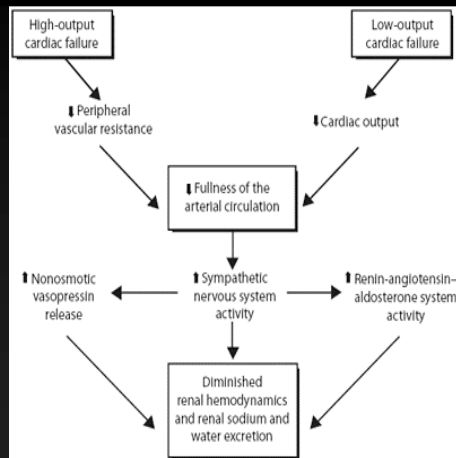 High-output
cardiac failure
Low-output
cardiac failure
⬇Peripheral
vascular resistance
⬇Cardiac output
⬇Fullness of the
arterial circulation
⬆Nonosmotic
vasopressin
release
⬆Sympathetic
nervous system
activity
⬆Renin-angiotensin–
aldosterone system
activity
Diminished
renal hemodynamics
and renal sodium and
water excretion